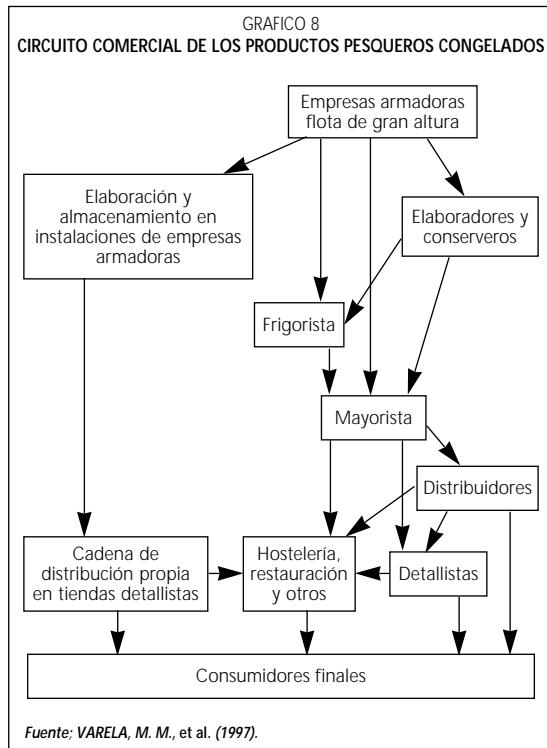 GRAFICO 8
CIRCUITO COMERCIAL DE LOS PRODUCTOS PESQUEROS CONGELADOS
Empresas armadoras
flota de gran altura
Elaboración y
almacenamiento en
instalaciones de empresas
armadoras
Elaboradores y
conserveros
Frigorista
Mayorista
Distribuidores
Cadena de
distribución propia
en tiendas detallistas
Hostelería,
restauración
y otros
Detallistas
Consumidores finales
Fuente; VARELA, M. M., et al. (1997).